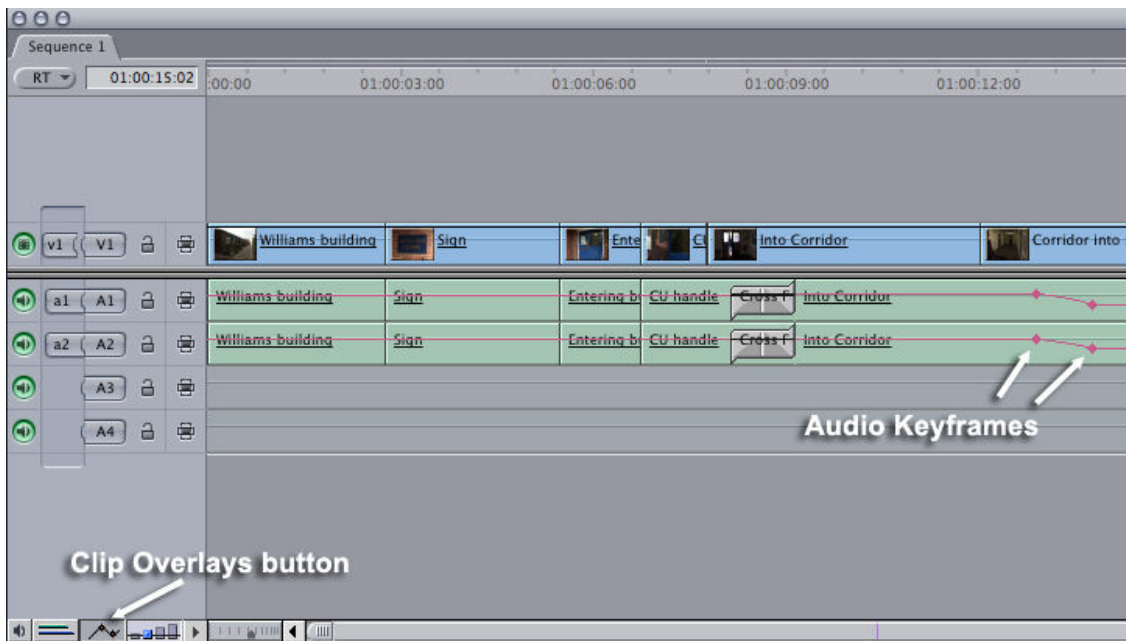 Sequence 1
RT 01:00:15:02 :00:00 01:00:03:00 01:00:06:00 01:00:09:00 01:00:12:00
v1 V1 Williams building Sign Ente Into Corridor Corridor into
a1 A1 Williams building Sign Entering b CU handle Cross F Into Corridor
a2 A2 Williams building Sign Entering b CU handle Cross F Into Corridor
A3
A4
Audio Keyframes
Clip Overlays button